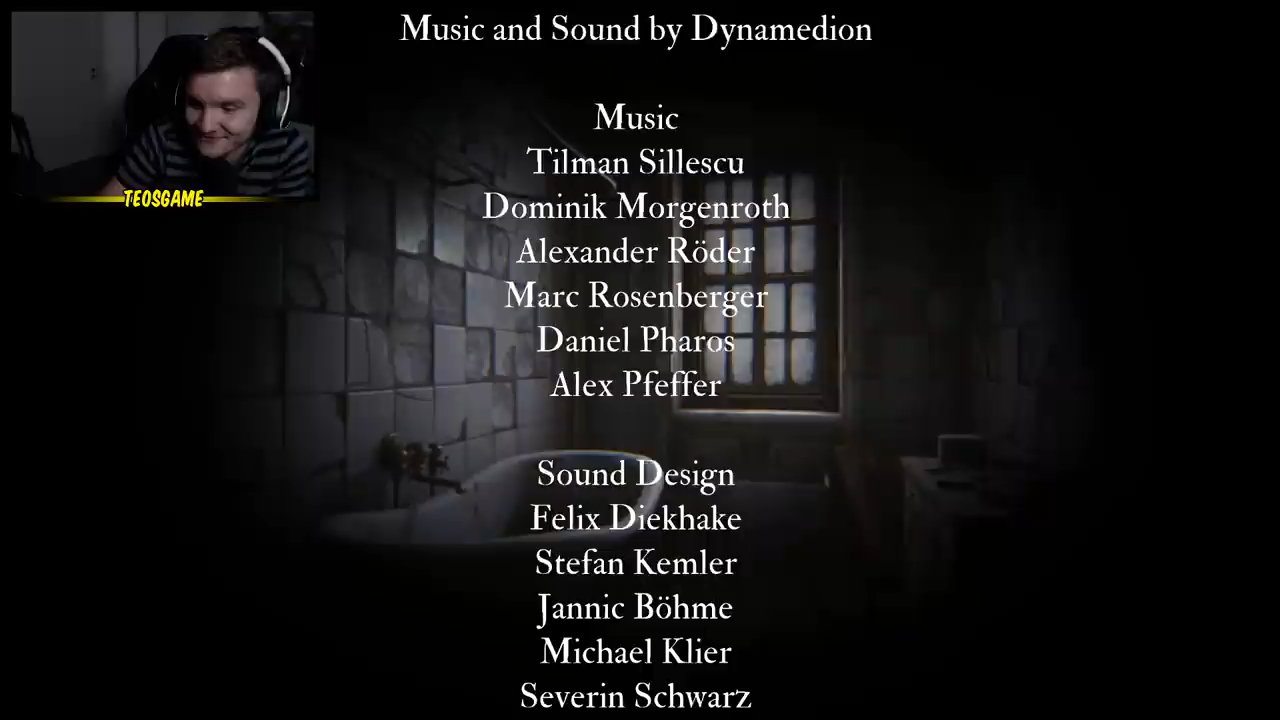 Music and Sound by Dynamedion
Music
Tilman Sillescu
Dominik Morgenroth
Alexander Röder
Marc Rosenberger
Daniel Pharos
Alex Pfeffer
Sound Design
Felix Diekhake
Stefan Kemler
Jannic Böhme
Michael Klier
Severin Schwarz
TEOSGAME